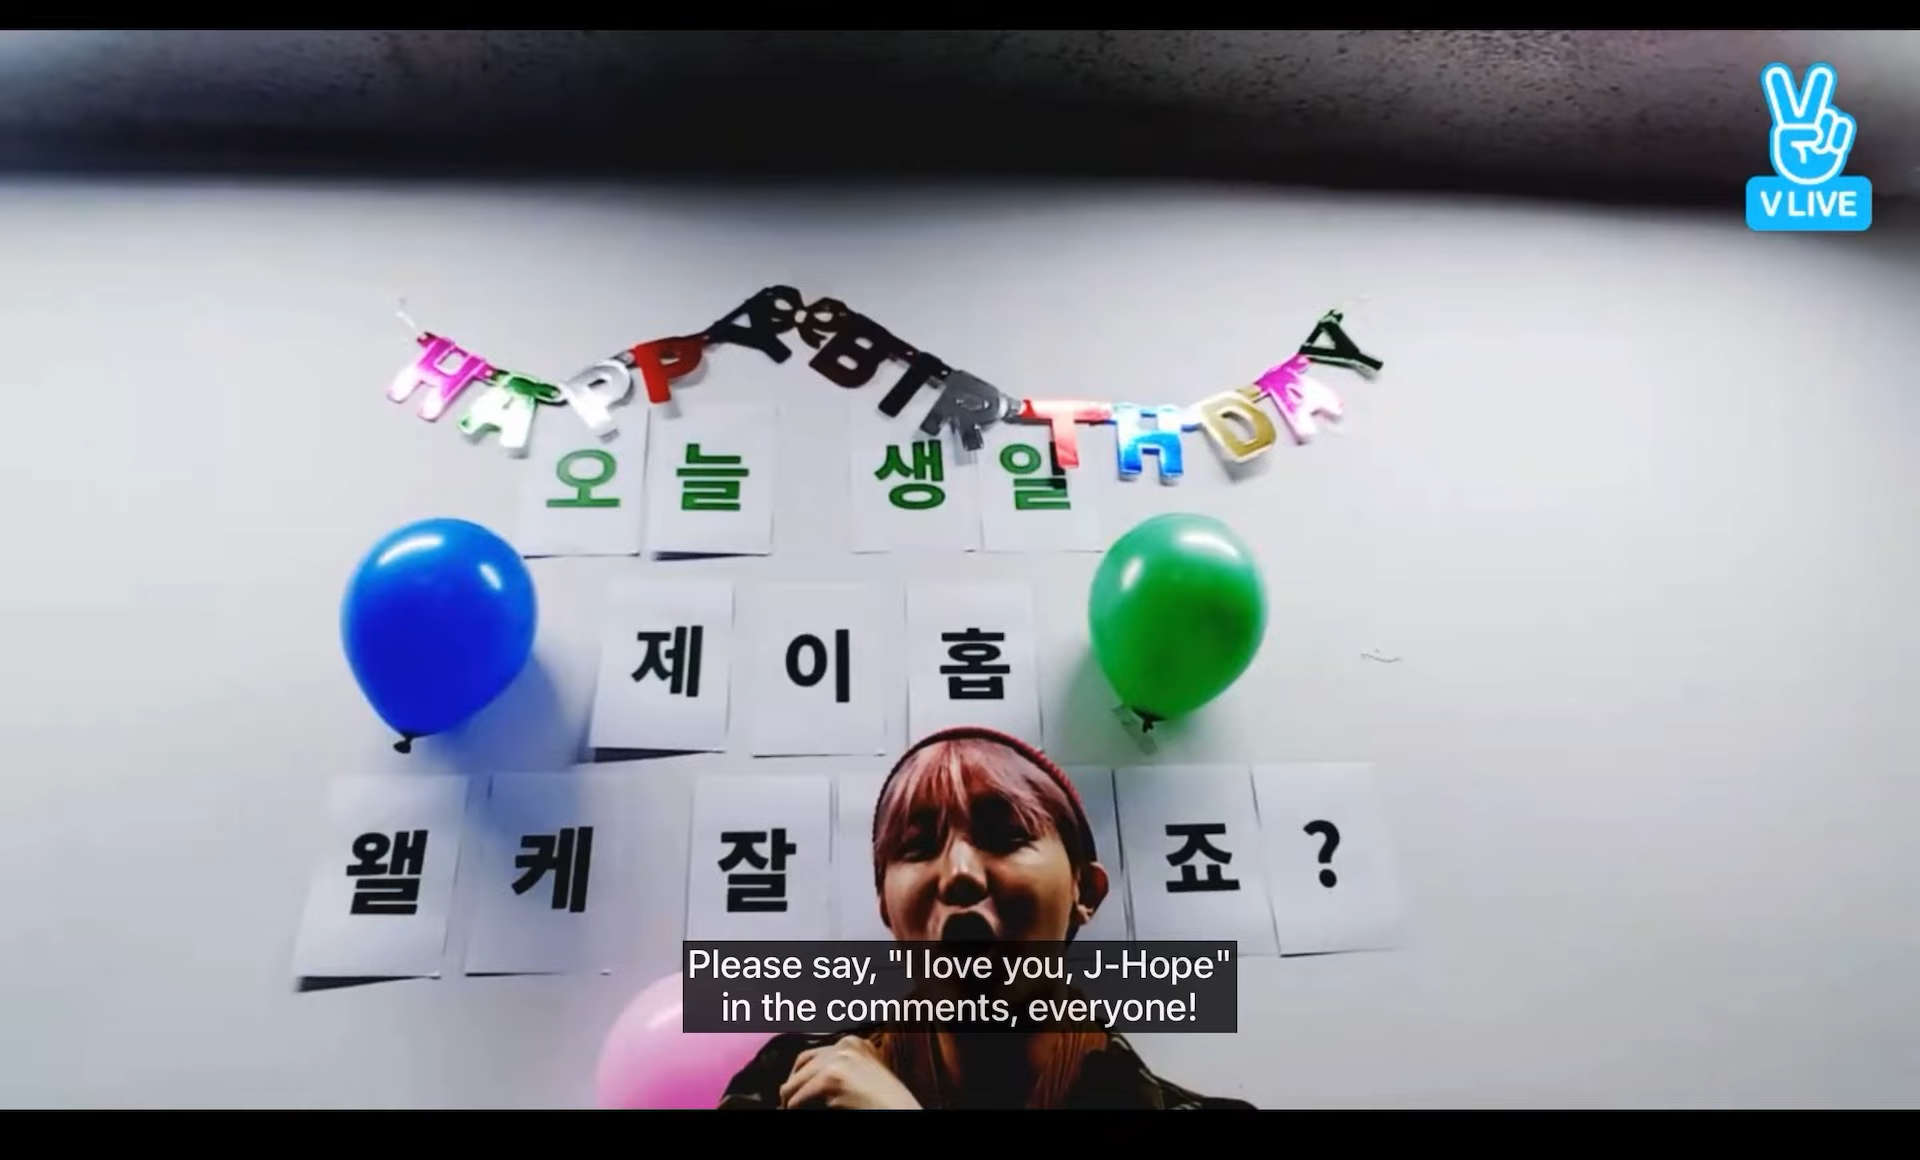 V LIVE
HAPPY BIRTHDAY
오늘 생일
제이홉
왤케 잘 죠?
Please say, "I love you, J-Hope"
in the comments, everyone!